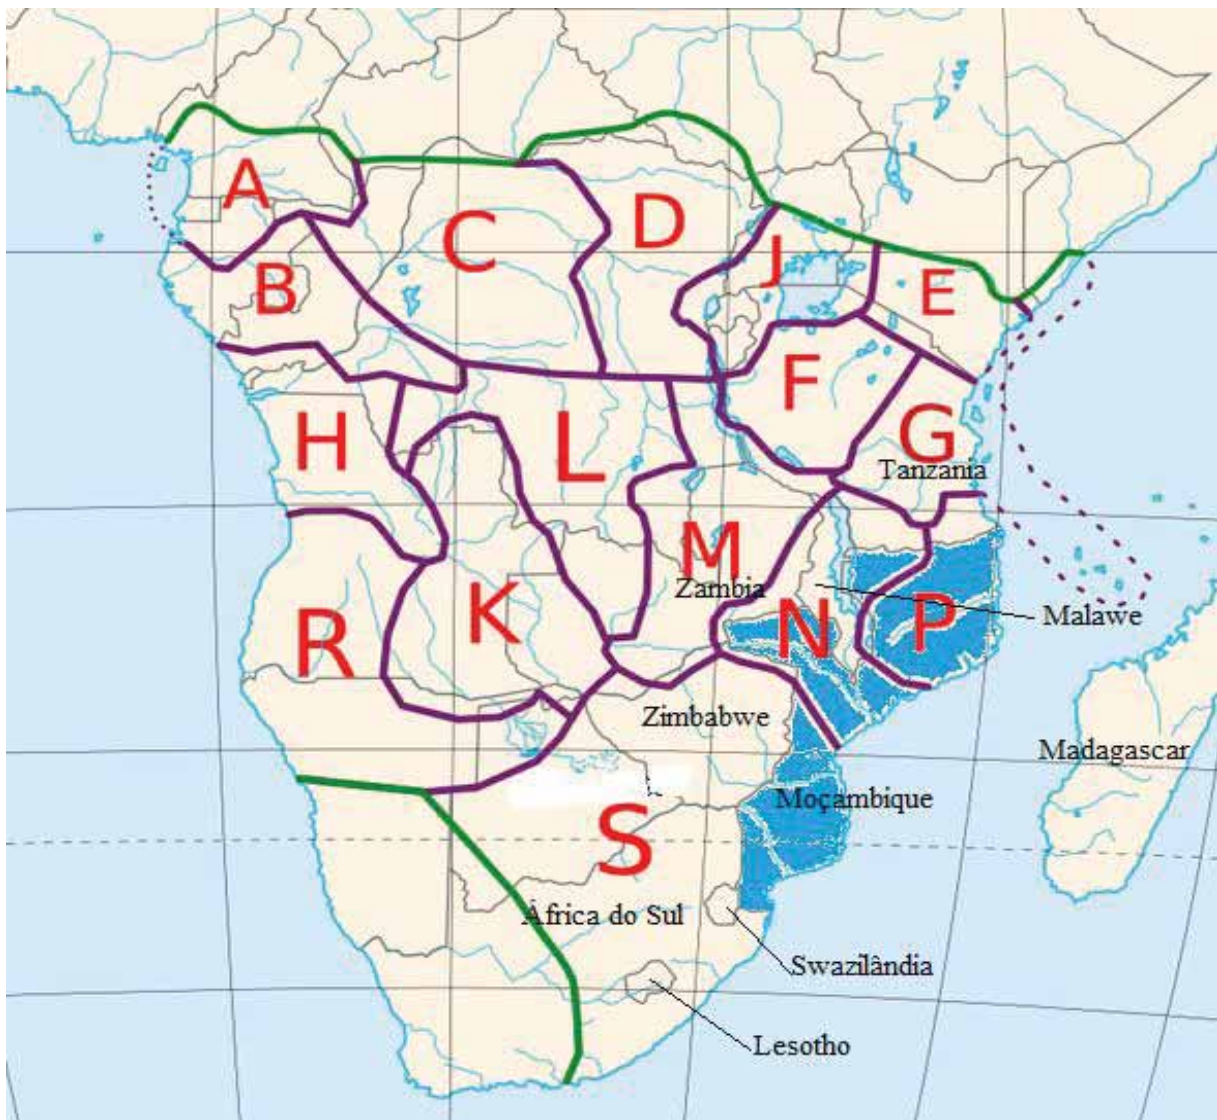 A
C
D
B
J
E
F
H
L
G
Tanzania
M
Zambia
K
N
P
R
Malawe
Zimbabwe
Madagascar
Moçambique
S
África do Sul
Swazilândia
Lesotho